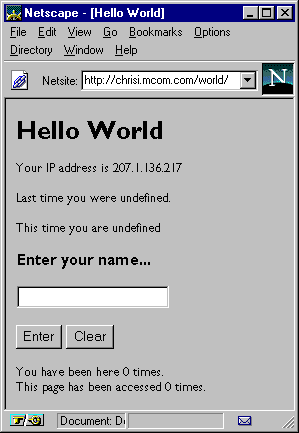 Netscape - [Hello World]
File Edit View Go Bookmarks Options
Directory Window Help
Netsite: http://chrisi.mcom.com/world/
N
Hello World
Your IP address is 207.1.136.217
Last time you were undefined.
This time you are undefined
Enter your name...
Enter Clear
You have been here 0 times.
This page has been accessed 0 times.
Document: Do